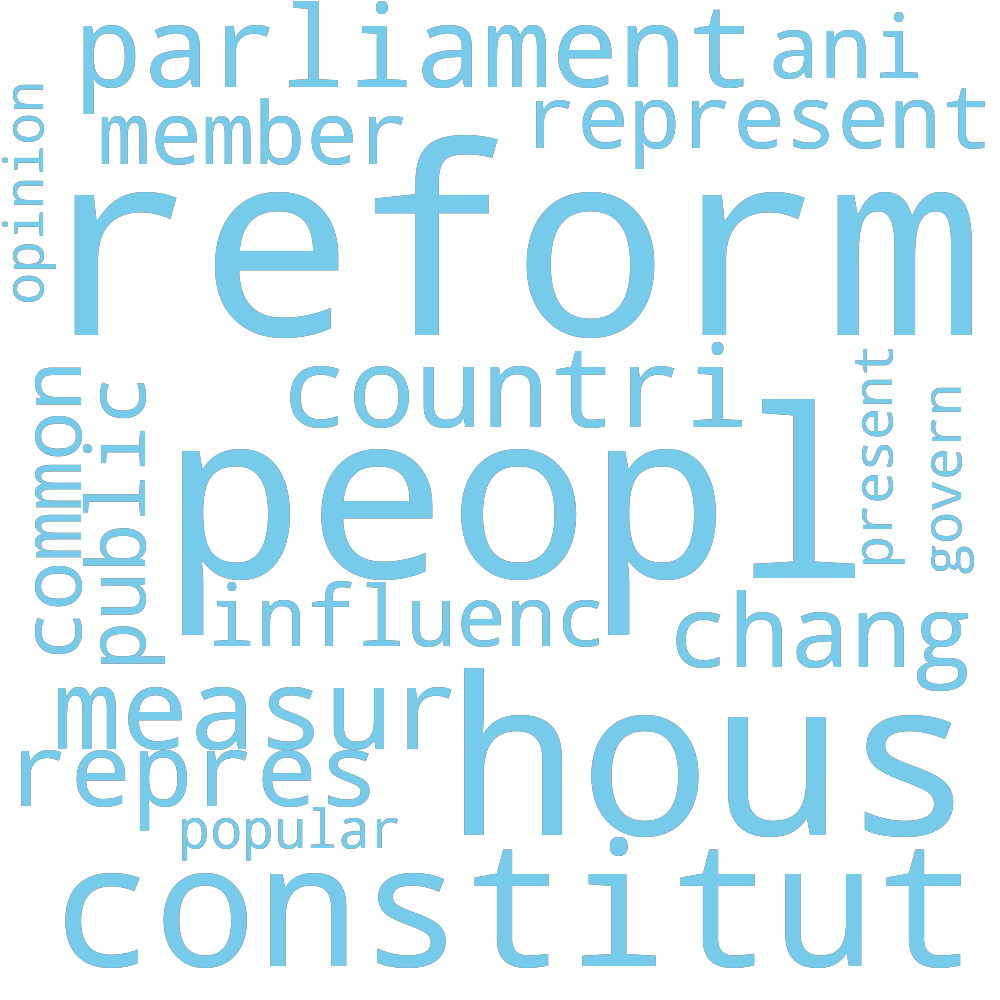 parliament
ani
member
represent
opinion
reform
countri
common
public
peopl
present
govern
influenc
chang
measur
hous
repres
popular
constitut